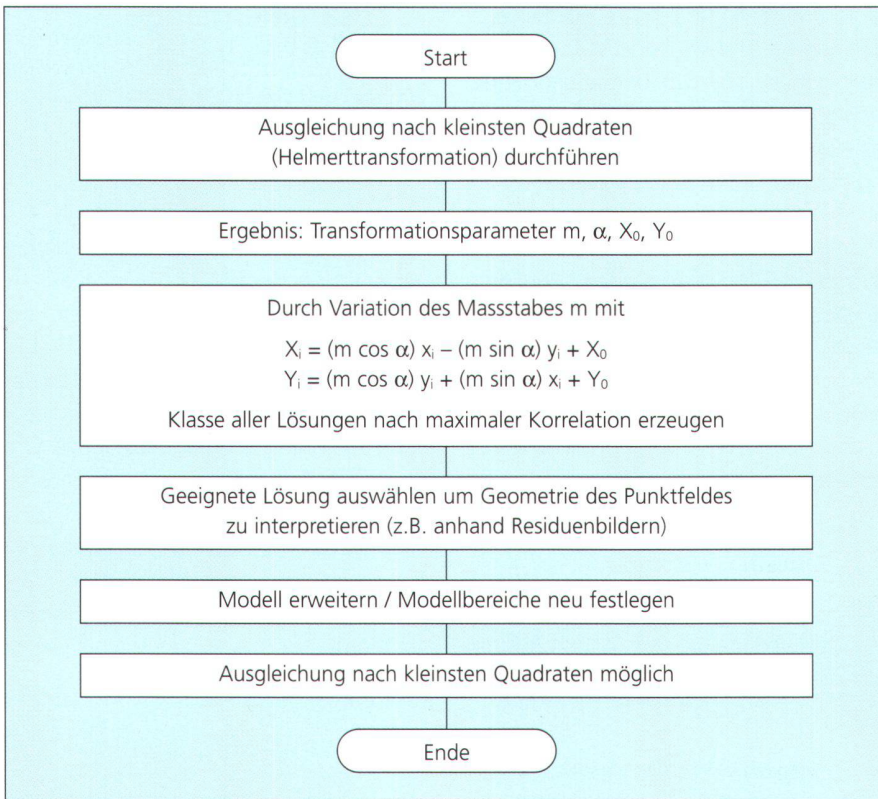 Start
Ausgleichung nach kleinsten Quadraten
(Helmerttransformation) durchführen
Ergebnis: Transformationsparameter m, α, X₀, Y₀
Durch Variation des Massstabes m mit
Xᵢ = (m cos α) xᵢ – (m sin α) yᵢ + X₀
Yᵢ = (m cos α) yᵢ + (m sin α) xᵢ + Y₀
Klasse aller Lösungen nach maximaler Korrelation erzeugen
Geeignete Lösung auswählen um Geometrie des Punktfeldes
zu interpretieren (z.B. anhand Residuenbildern)
Modell erweitern / Modellbereiche neu festlegen
Ausgleichung nach kleinsten Quadraten möglich
Ende